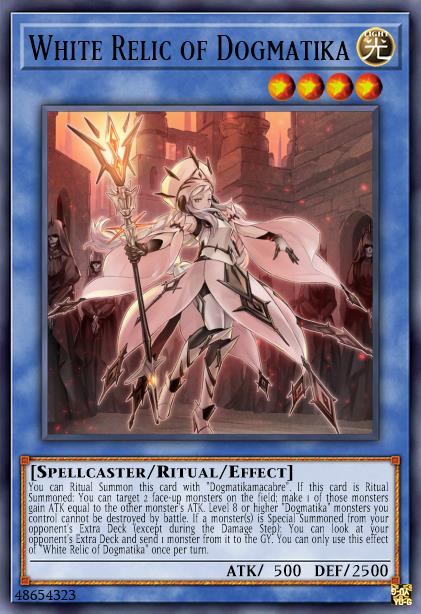 White Relic of Dogmatika
LIGHT
光
[Spellcaster/Ritual/Effect]
You can Ritual Summon this card with "Dogmatikamacabre". If this card is Ritual
Summoned: You can target 2 face-up monsters on the field; make 1 of those monsters
gain ATK equal to the other monster's ATK. Level 8 or higher "Dogmatika" monsters you
control cannot be destroyed by battle. If a monster(s) is Special Summoned from your
opponent's Extra Deck (except during the Damage Step): You can look at your
opponent's Extra Deck and send 1 monster from it to the GY. You can only use this effect
of "White Relic of Dogmatika" once per turn.
ATK/ 500 DEF/2500
48654323